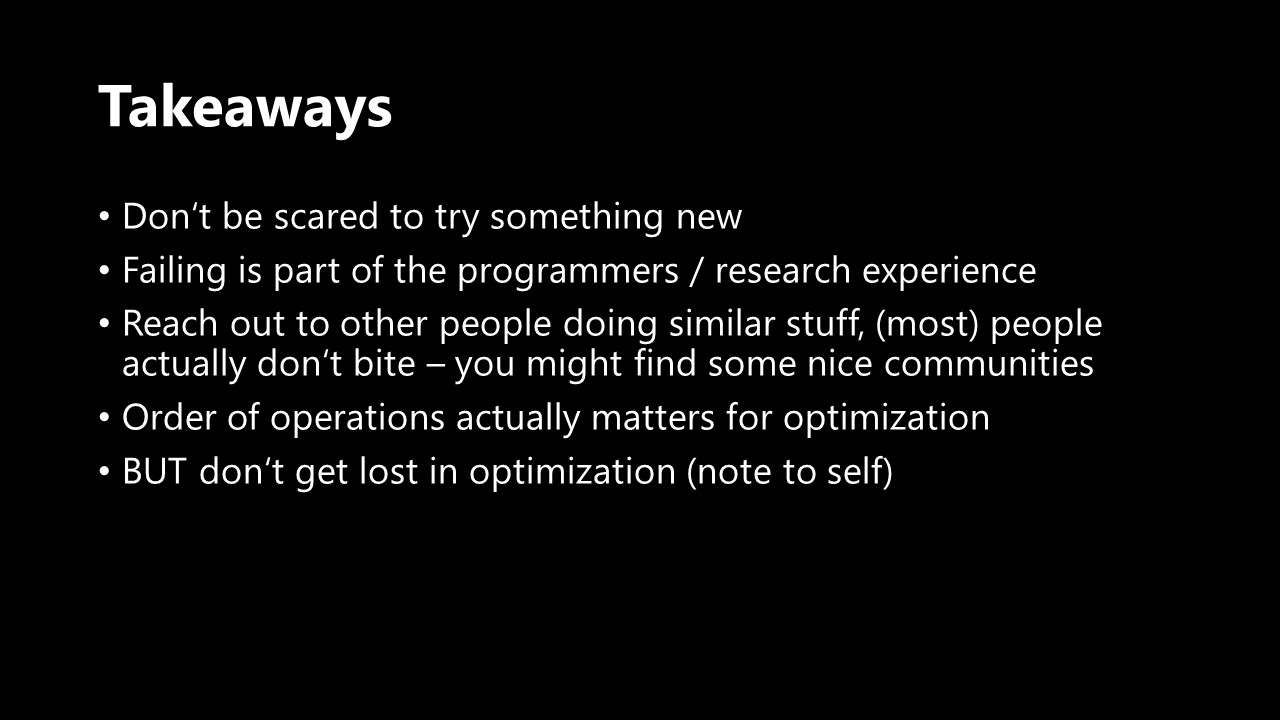 Takeaways
• Don‘t be scared to try something new
• Failing is part of the programmers / research experience
• Reach out to other people doing similar stuff, (most) people
actually don‘t bite – you might find some nice communities
• Order of operations actually matters for optimization
• BUT don‘t get lost in optimization (note to self)